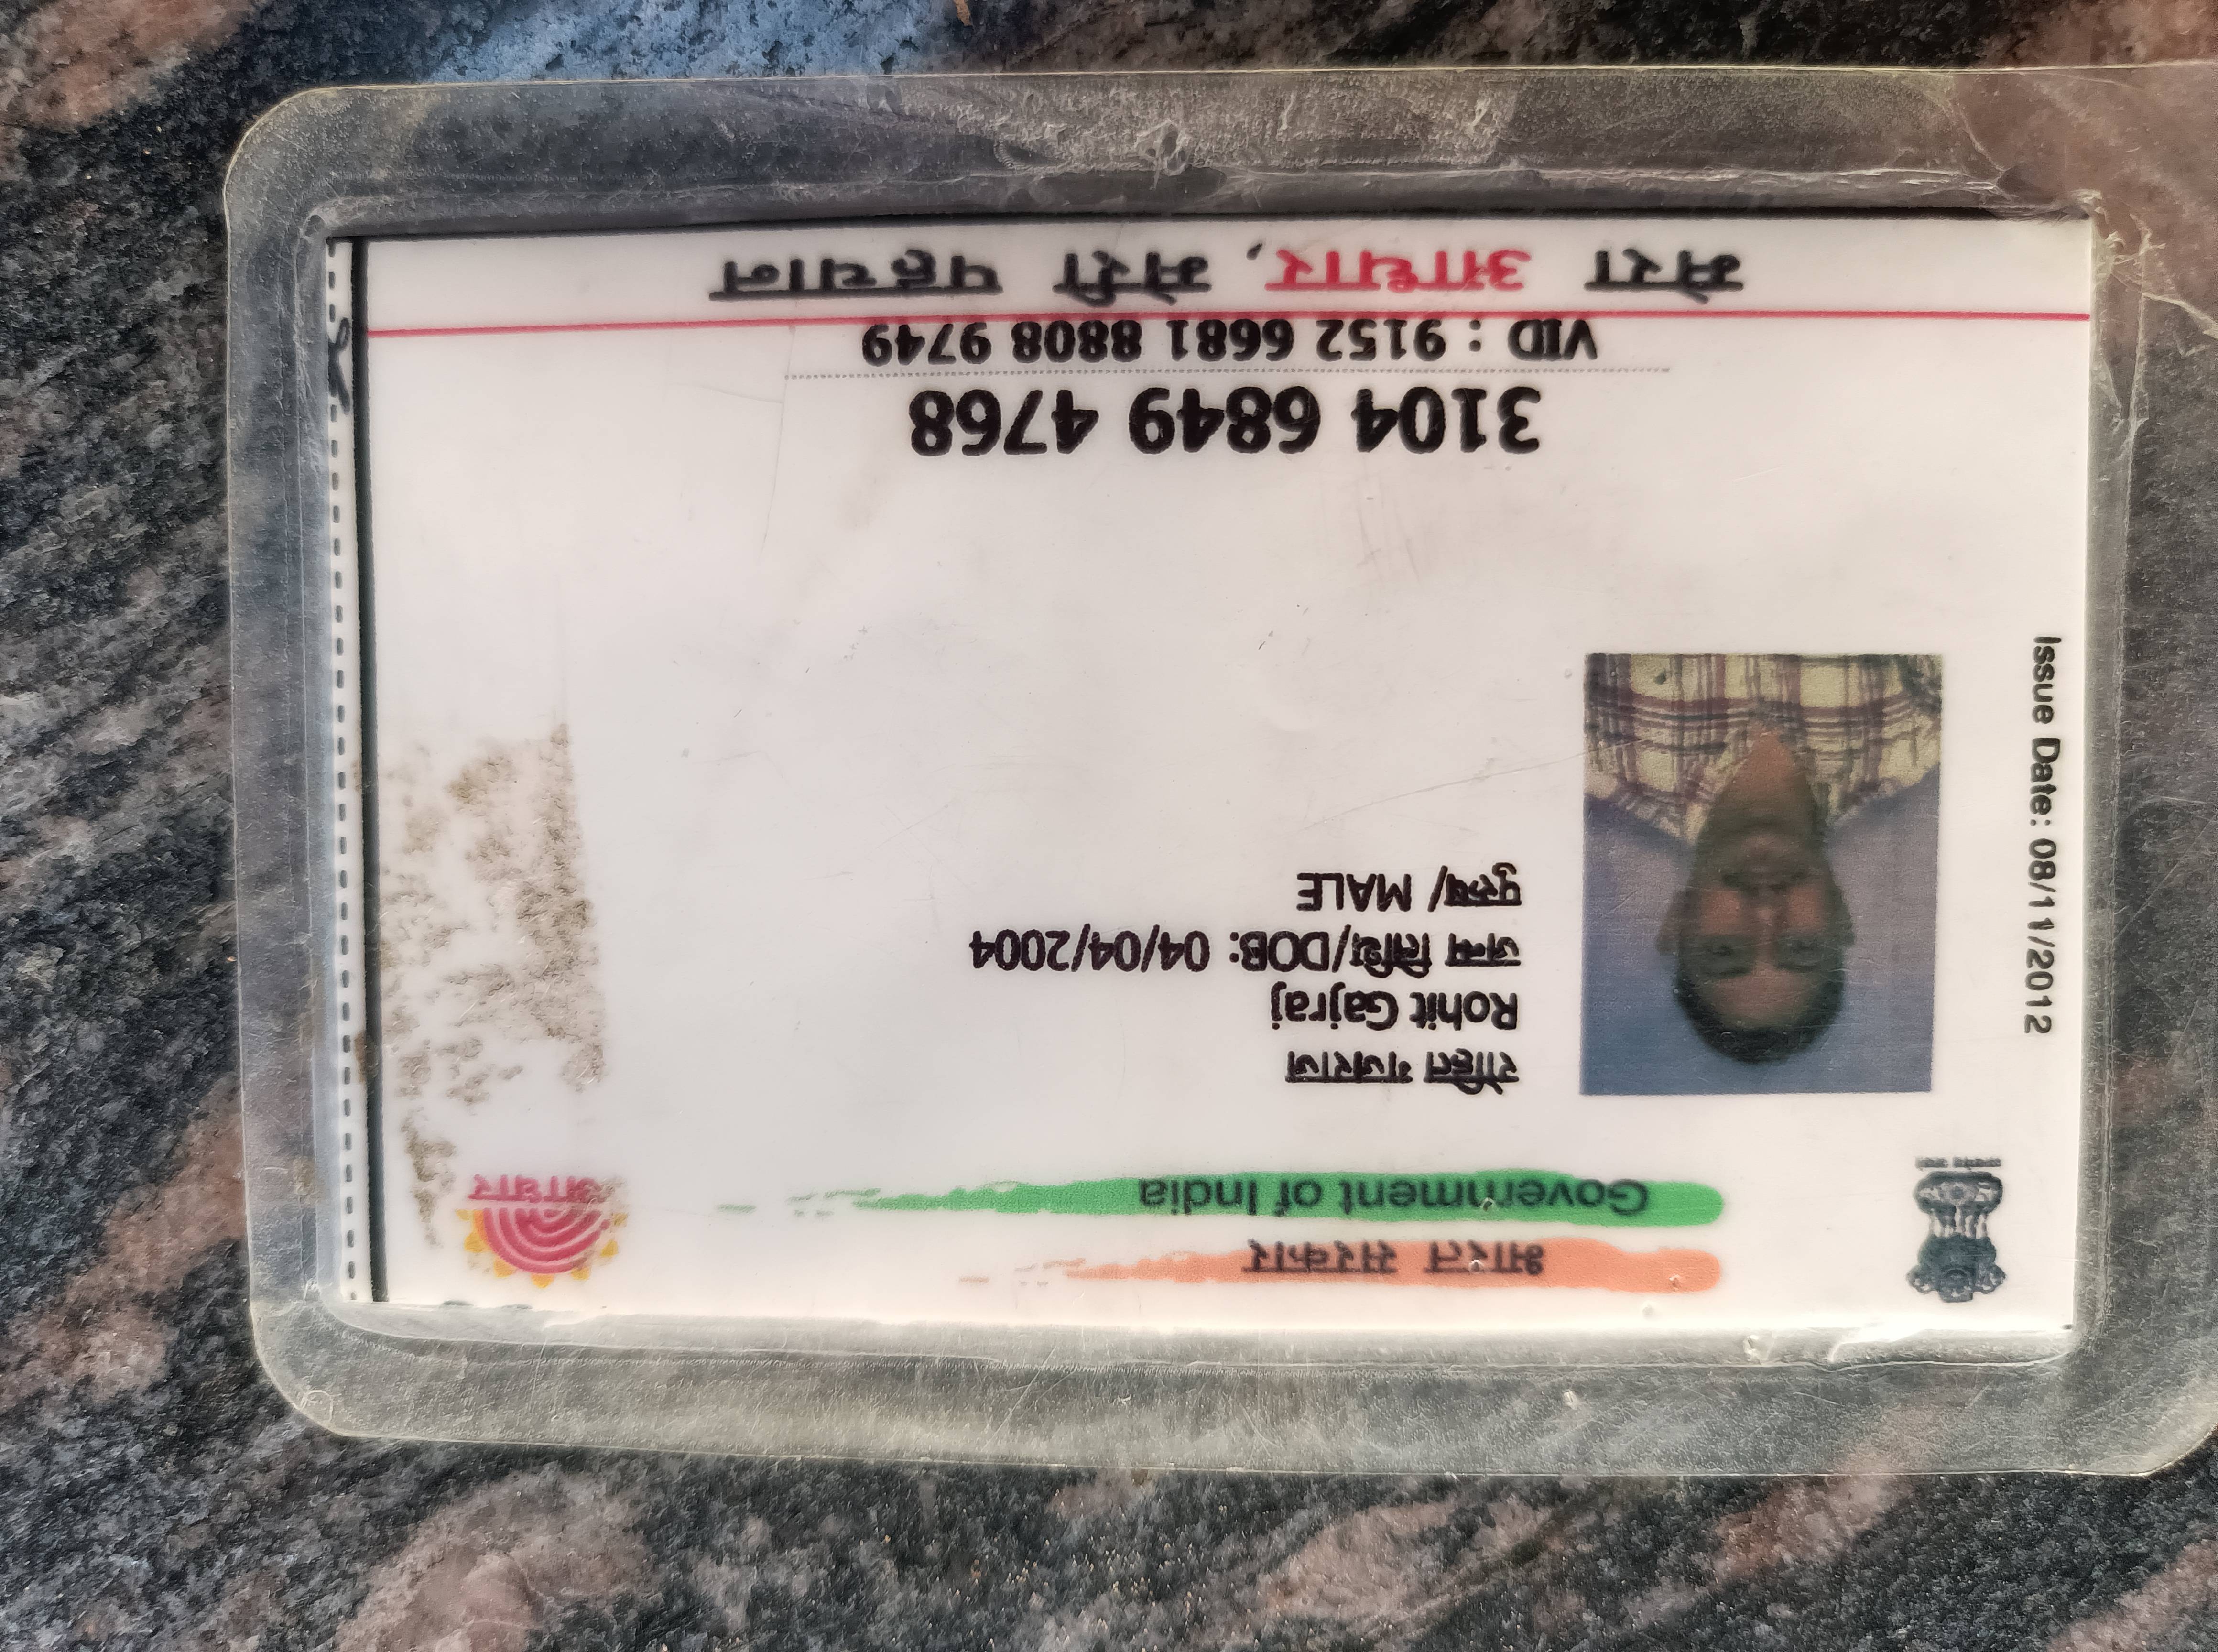 भारत सरकार
Government of India
आधार
Issue Date: 08/11/2012
रोहित गजराज
Rohit Gajraj
जन्म तिथि/DOB: 04/04/2004
पुरुष/ MALE
3104 6849 4768
VID : 9152 6681 8808 9749
मेरा आधार, मेरी पहचान